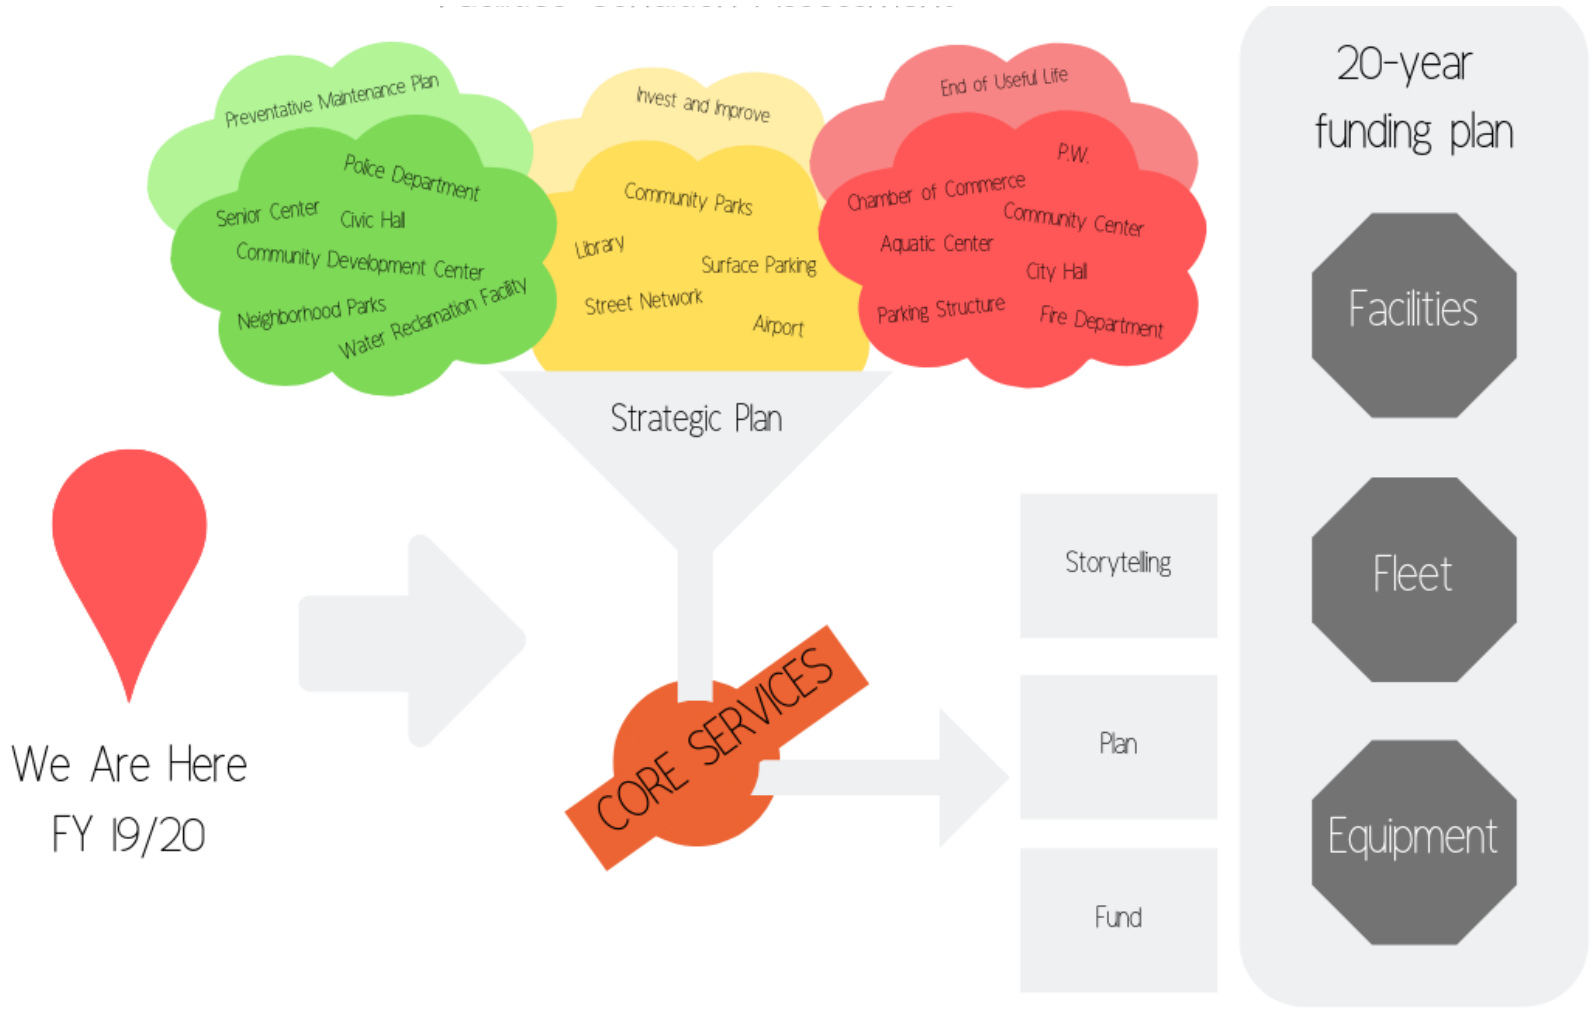 Preventative Maintenance Plan
Police Department
Senior Center
Civic Hall
Community Development Center
Neighborhood Parks
Water Reclamation Facility
Invest and Improve
Community Parks
Library
Surface Parking
Street Network
Airport
End of Useful Life
P.W.
Chamber of Commerce
Community Center
Aquatic Center
City Hall
Parking Structure
Fire Department
Strategic Plan
We Are Here
FY 19/20
CORE SERVICES
Storytelling
Plan
Fund
20-year
funding plan
Facilities
Fleet
Equipment